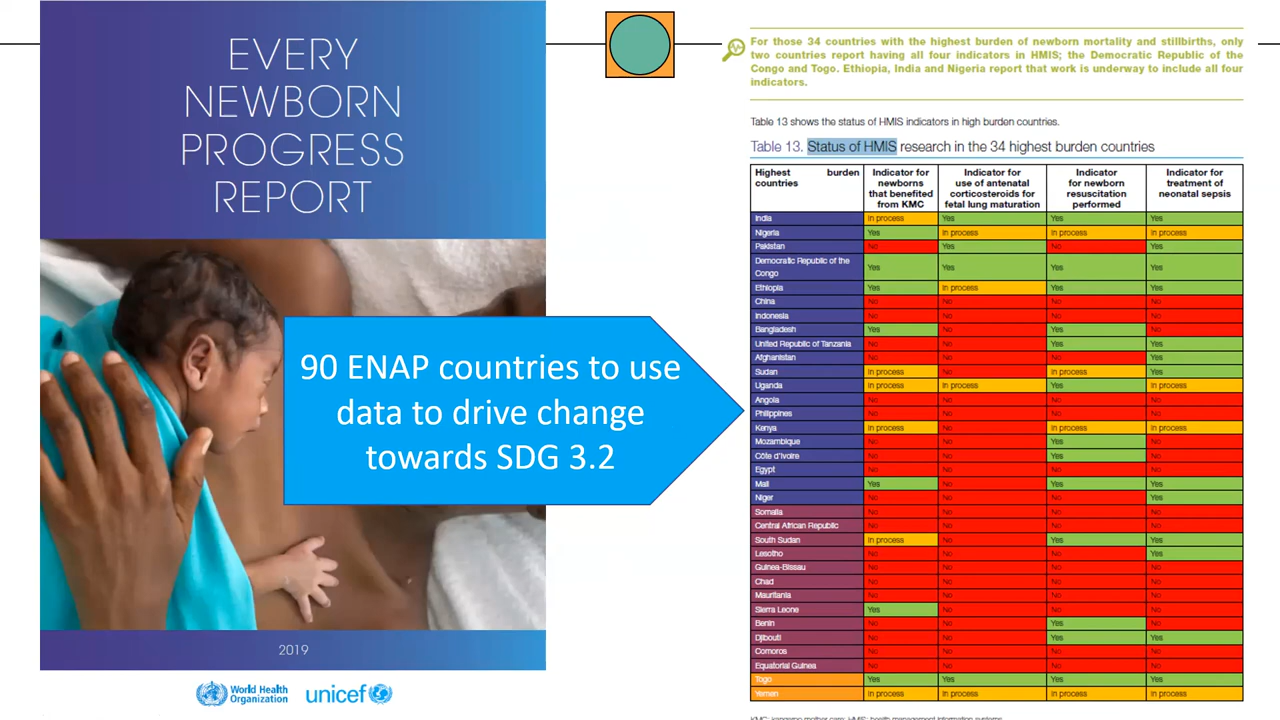 EVERY
NEWBORN
PROGRESS
REPORT
90 ENAP countries to use
data to drive change
towards SDG 3.2
2019
World Health
Organization
unicef
For those 34 countries with the highest burden of newborn mortality and stillbirths, only
two countries report having all four indicators in HMIS; the Democratic Republic of the
Congo and Togo. Ethiopia, India and Nigeria report that work is underway to include all four
indicators.
Table 13 shows the status of HMIS indicators in high burden countries.
Table 13. Status of HMIS research in the 34 highest burden countries
Highest burden countries Indicator for newborns that benefited from KMC Indicator for use of antenatal corticosteroids for fetal lung maturation Indicator for newborn resuscitation performed Indicator for treatment of neonatal sepsis
India In process Yes Yes Yes
Nigeria Yes In process In process In process
Pakistan No Yes No Yes
Democratic Republic of the Congo Yes Yes Yes Yes
Ethiopia Yes In process Yes Yes
China No No No No
Indonesia No No No No
Bangladesh Yes No Yes No
United Republic of Tanzania No No Yes Yes
Afghanistan No No No Yes
Sudan In process No In process Yes
Uganda In process In process Yes In process
Angola No No No No
Philippines No No No No
Kenya In process No In process In process
Mozambique No No Yes No
Côte d'Ivoire No No Yes No
Egypt No No No No
Mali Yes No Yes Yes
Niger No No No Yes
Somalia No No No No
Central African Republic No No No No
South Sudan In process No Yes Yes
Lesotho No No No Yes
Guinea-Bissau No No No No
Chad No No No No
Mauritania No No No No
Sierra Leone Yes No No No
Benin No No Yes No
Djibouti No No Yes Yes
Comoros No No No No
Equatorial Guinea No No No No
Togo Yes Yes Yes Yes
Yemen In process In process In process In process
KMC: kangaroo mother care; HMIS: health management information systems